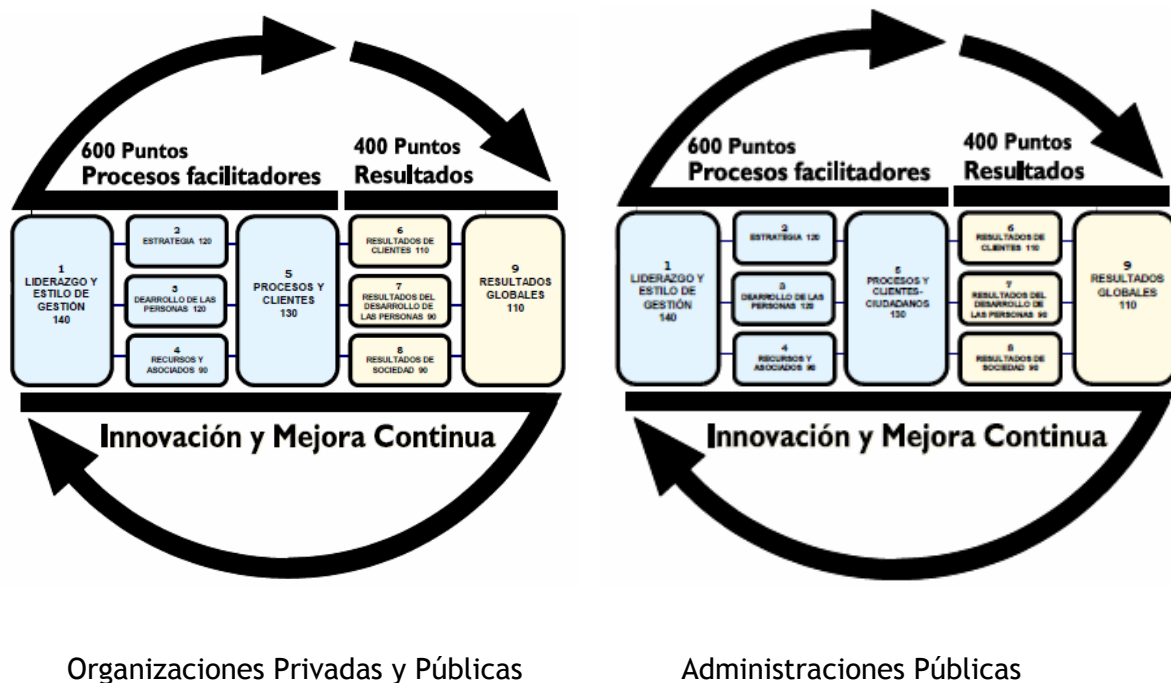 600 Puntos
Procesos facilitadores
400 Puntos
Resultados
1
LIDERAZGO Y
ESTILO DE
GESTIÓN
140
2
ESTRATEGIA 120
3
DEARROLLO DE LAS
PERSONAS 120
4
RECURSOS Y
ASOCIADOS 90
5
PROCESOS Y
CLIENTES
130
6
RESULTADOS DE
CLIENTES 110
7
RESULTADOS DEL
DESARROLLO DE
LAS PERSONAS 90
8
RESULTADOS DE
SOCIEDAD 90
9
RESULTADOS
GLOBALES
110
Innovación y Mejora Continua
Organizaciones Privadas y Públicas
600 Puntos
Procesos facilitadores
400 Puntos
Resultados
1
LIDERAZGO Y
ESTILO DE
GESTIÓN
140
2
ESTRATEGIA 120
3
DEARROLLO DE LAS
PERSONAS 120
4
RECURSOS Y
ASOCIADOS 90
5
PROCESOS Y
CLIENTES-
CIUDADANOS
130
6
RESULTADOS DE
CLIENTES 110
7
RESULTADOS DEL
DESARROLLO DE
LAS PERSONAS 90
8
RESULTADOS DE
SOCIEDAD 90
9
RESULTADOS
GLOBALES
110
Innovación y Mejora Continua
Administraciones Públicas